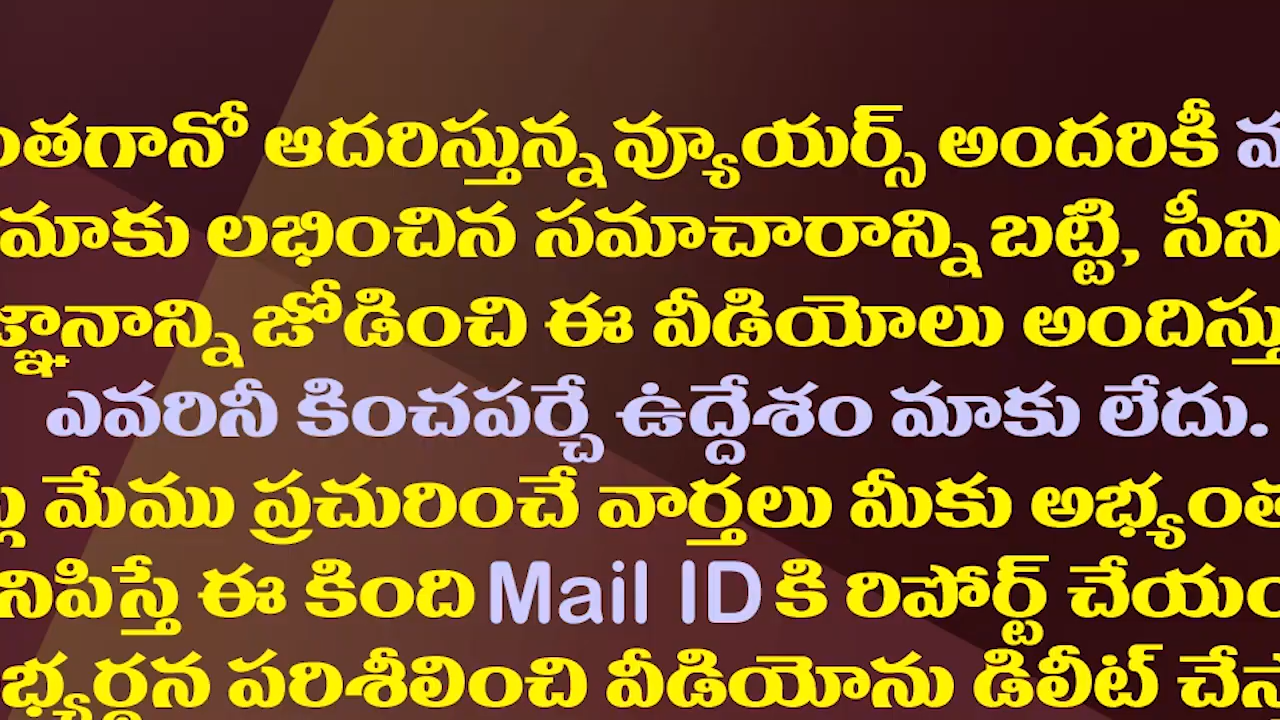 ంతగానో ఆదరిస్తున్న వ్యూయర్స్ అందరికీ
మాకు లభించిన సమాచారాన్ని బట్టి, సీని
జ్ఞానాన్ని జోడించి ఈ వీడియోలు అందిస్తు
ఎవరినీ కించపర్చే ఉద్దేశం మాకు లేదు.
మేము ప్రచురించే వార్తలు మీకు అభ్యంత
నిపిస్తే ఈ కింది Mail ID కి రిపోర్ట్ చేయం
భ్యర్థన పరిశీలించి వీడియోను డిలీట్ చేస